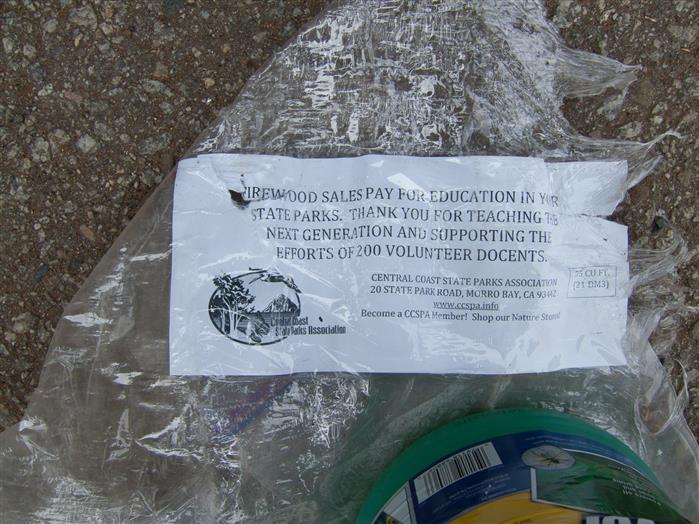 FIREWOOD SALES PAY FOR EDUCATION IN YOUR
STATE PARKS. THANK YOU FOR TEACHING THE
NEXT GENERATION AND SUPPORTING THE
EFFORTS OF 200 VOLUNTEER DOCENTS.
CENTRAL COAST STATE PARKS ASSOCIATION
20 STATE PARK ROAD, MORRO BAY, CA 93442
www.ccspa.info
Become a CCSPA Member! Shop our Nature Stores!
CU.FT.
(21 DM3)
Central Coast
State Parks Association